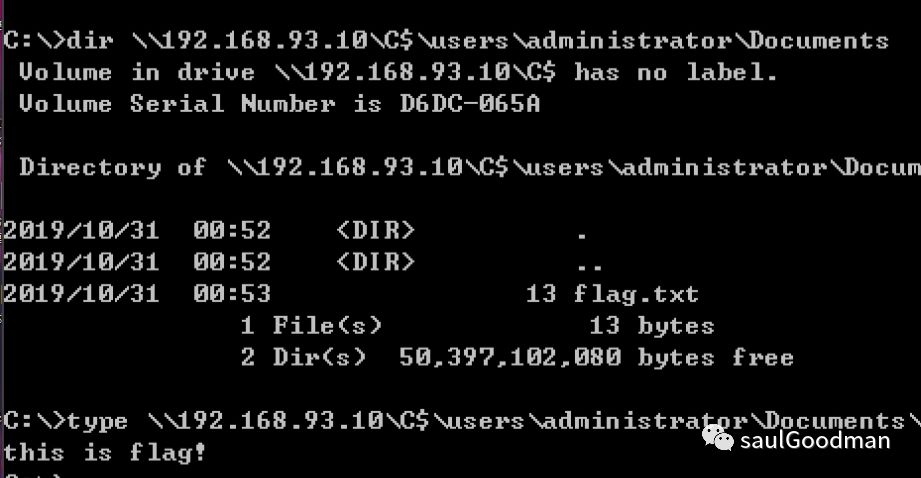 C:\>dir \\192.168.93.10\C$\users\administrator\Documents
 Volume in drive \\192.168.93.10\C$ has no label.
 Volume Serial Number is D6DC-065A
 Directory of \\192.168.93.10\C$\users\administrator\Docum
2019/10/31  00:52    <DIR>          .
2019/10/31  00:52    <DIR>          ..
2019/10/31  00:53                13 flag.txt
               1 File(s)             13 bytes
               2 Dir(s)  50,397,102,080 bytes free
C:\>type \\192.168.93.10\C$\users\administrator\Documents\
this is flag!
saulGoodman